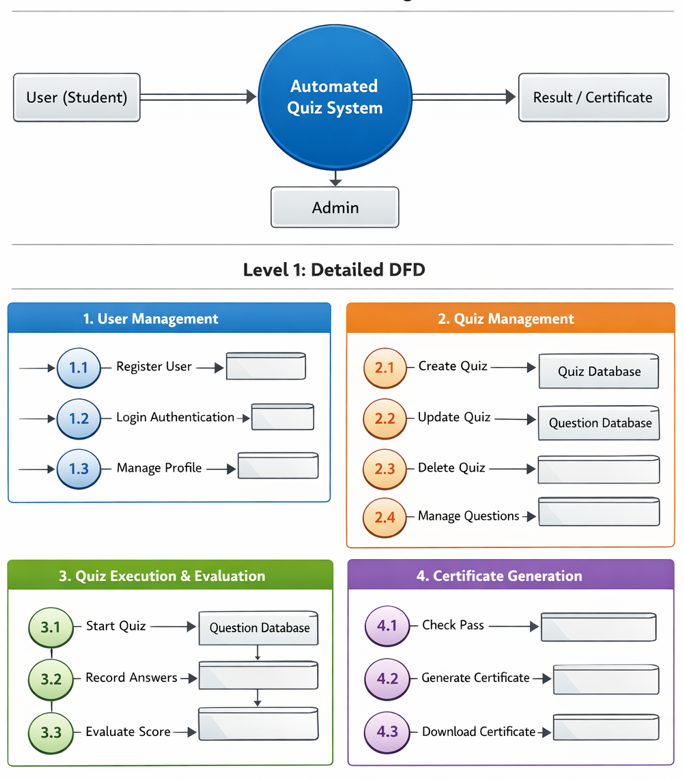 User (Student)
Automated
Quiz System
Result / Certificate
Admin
Level 1: Detailed DFD
1. User Management
1.1 Register User
1.2 Login Authentication
1.3 Manage Profile
2. Quiz Management
2.1 Create Quiz Quiz Database
2.2 Update Quiz Question Database
2.3 Delete Quiz
2.4 Manage Questions
3. Quiz Execution & Evaluation
3.1 Start Quiz Question Database
3.2 Record Answers
3.3 Evaluate Score
4. Certificate Generation
4.1 Check Pass
4.2 Generate Certificate
4.3 Download Certificate